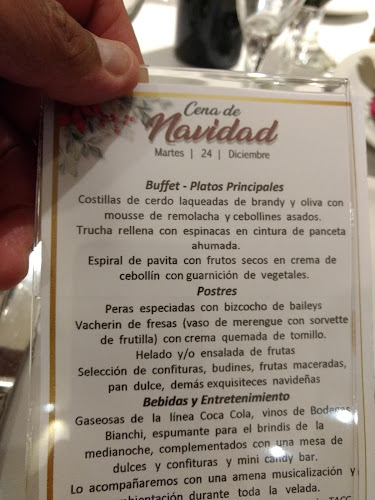 Cena de
Navidad
Martes | 24 | Diciembre
Buffet - Platos Principales
Costillas de cerdo laqueadas de brandy y oliva con
mousse de remolacha y cebollines asados.
Trucha rellena con espinacas en cintura de panceta
ahumada.
Espiral de pavita con frutos secos en crema de
cebollín con guarnición de vegetales.
Postres
Peras especiadas con bizcocho de baileys
Vacherin de fresas (vaso de merengue con sorvette
de frutilla) con crema quemada de tomillo.
Helado y/o ensalada de frutas
Selección de confituras, budines, frutas maceradas,
pan dulce, demás exquisiteces navideñas
Bebidas y Entretenimiento
Gaseosas de la línea Coca Cola, vinos de Bodegas
Bianchi, espumante para el brindis de la
medianoche, complementados con una mesa de
dulces y confituras y mini candy bar.
Lo acompañaremos con una amena musicalización y
ambientación durante toda la velada.
TACC